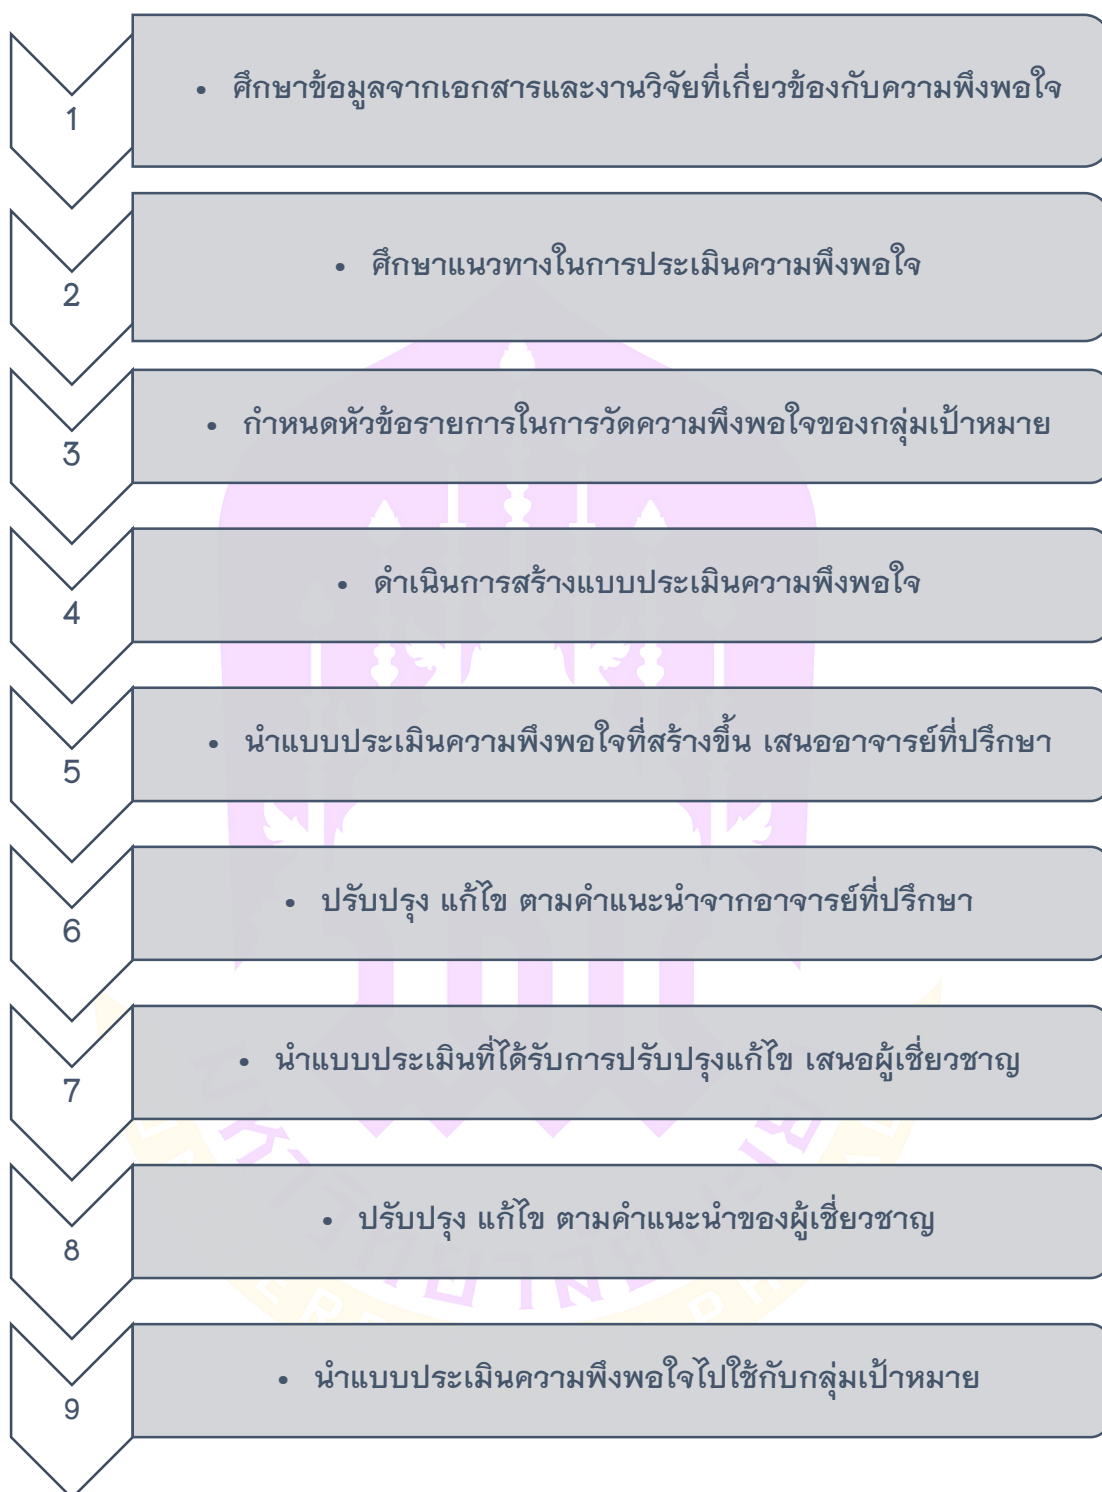 1
• ศึกษาข้อมูลจากเอกสารและงานวิจัยที่เกี่ยวข้องกับความพึงพอใจ
2
• ศึกษาแนวทางในการประเมินความพึงพอใจ
3
• กำหนดหัวข้อรายการในการวัดความพึงพอใจของกลุ่มเป้าหมาย
4
• ดำเนินการสร้างแบบประเมินความพึงพอใจ
5
• นำแบบประเมินความพึงพอใจที่สร้างขึ้น เสนออาจารย์ที่ปรึกษา
6
• ปรับปรุง แก้ไข ตามคำแนะนำจากอาจารย์ที่ปรึกษา
7
• นำแบบประเมินที่ได้รับการปรับปรุงแก้ไข เสนอผู้เชี่ยวชาญ
8
• ปรับปรุง แก้ไข ตามคำแนะนำของผู้เชี่ยวชาญ
9
• นำแบบประเมินความพึงพอใจไปใช้กับกลุ่มเป้าหมาย